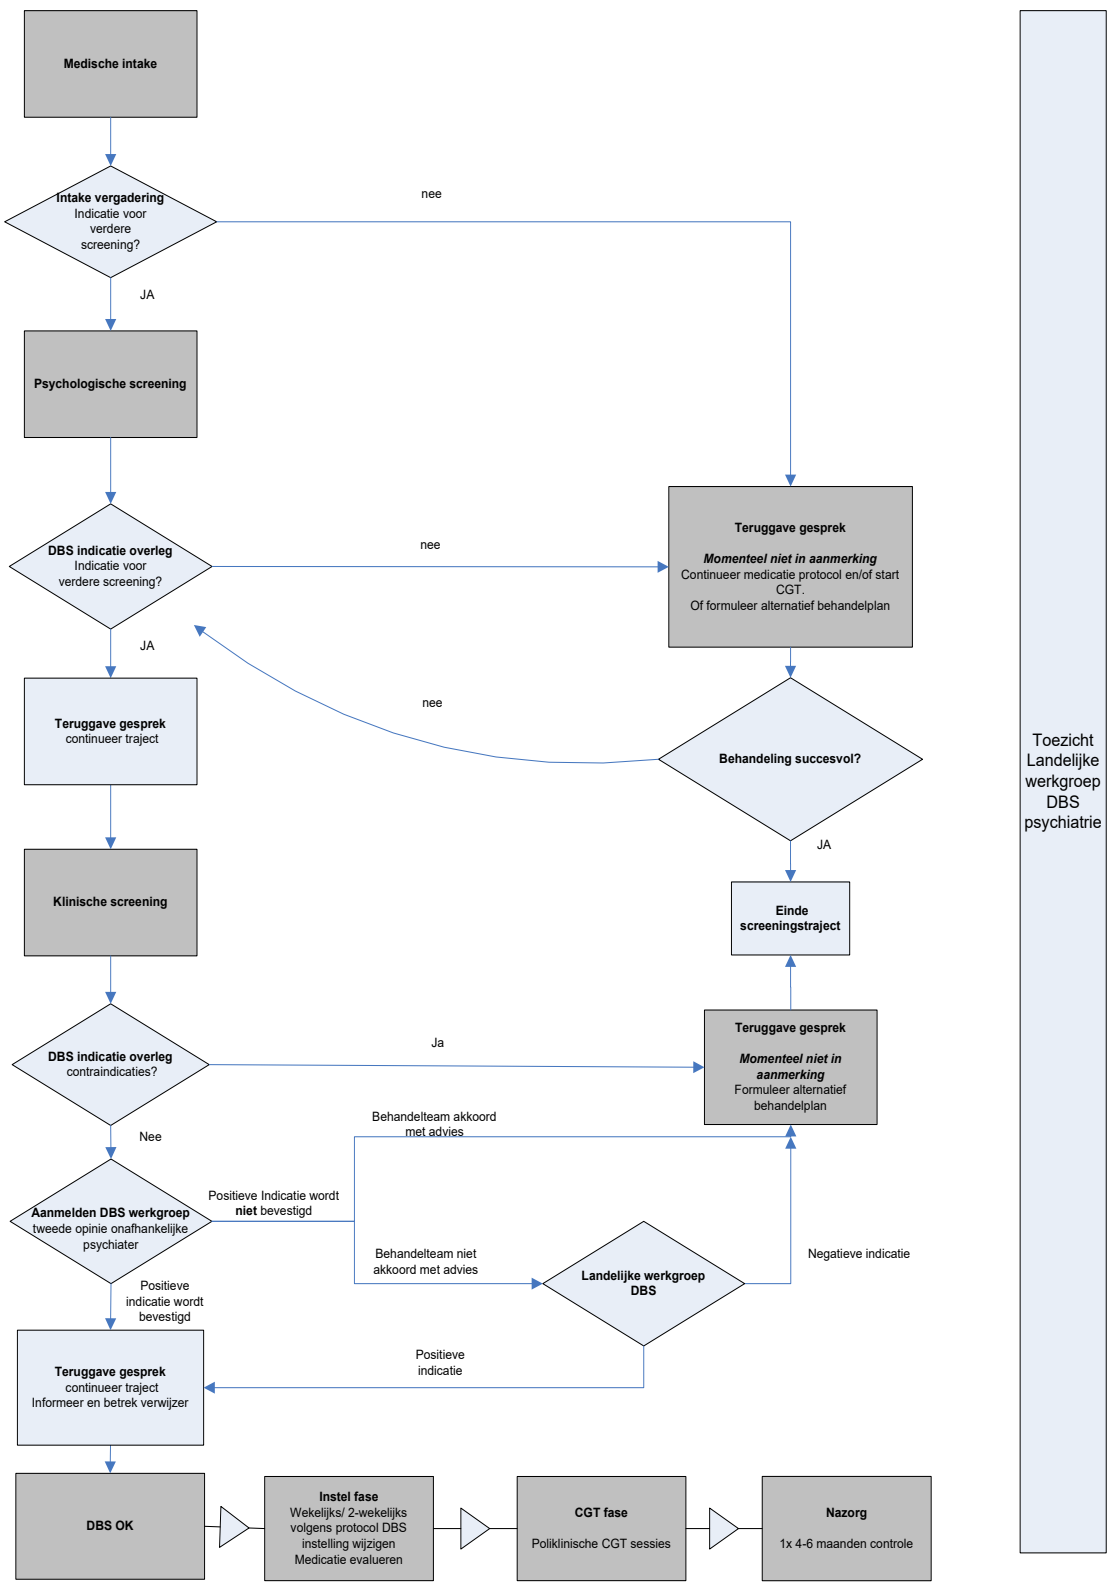 Medische intake
Intake vergadering
Indicatie voor
verdere
screening?
nee
JA
Psychologische screening
DBS indicatie overleg
Indicatie voor
verdere screening?
nee
Teruggave gesprek
Momenteel niet in aanmerking
Continueer medicatie protocol en/of start
CGT.
Of formuleer alternatief behandelplan
JA
Teruggave gesprek
continueer traject
nee
Behandeling succesvol?
Toezicht
Landelijke
werkgroep
DBS
psychiatrie
JA
Klinische screening
Einde
screeningstraject
DBS indicatie overleg
contraindicaties?
Ja
Teruggave gesprek
Momenteel niet in
aanmerking
Formuleer alternatief
behandelplan
Nee
Behandelteam akkoord
met advies
Aanmelden DBS werkgroep
tweede opinie onafhankelijke
psychiater
Positieve Indicatie wordt
niet bevestigd
Behandelteam niet
akkoord met advies
Landelijke werkgroep
DBS
Negatieve indicatie
Positieve
indicatie wordt
bevestigd
Positieve
indicatie
Teruggave gesprek
continueer traject
Informeer en betrek verwijzer
DBS OK
Instel fase
Wekelijks/ 2-wekelijks
volgens protocol DBS
instelling wijzigen
Medicatie evalueren
CGT fase
Poliklinische CGT sessies
Nazorg
1x 4-6 maanden controle